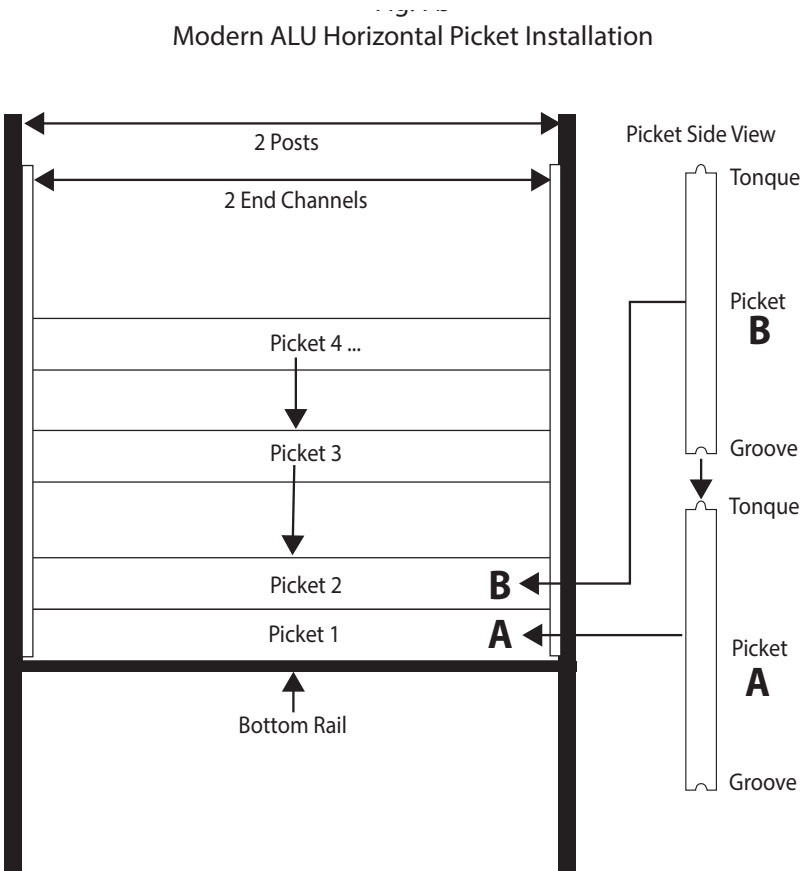 Modern ALU Horizontal Picket Installation
2 Posts
2 End Channels
Picket 4 ...
Picket 3
Picket 2
B
Picket 1
A
Bottom Rail
Picket Side View
Tonque
Picket
B
Groove
Tonque
Picket
A
Groove